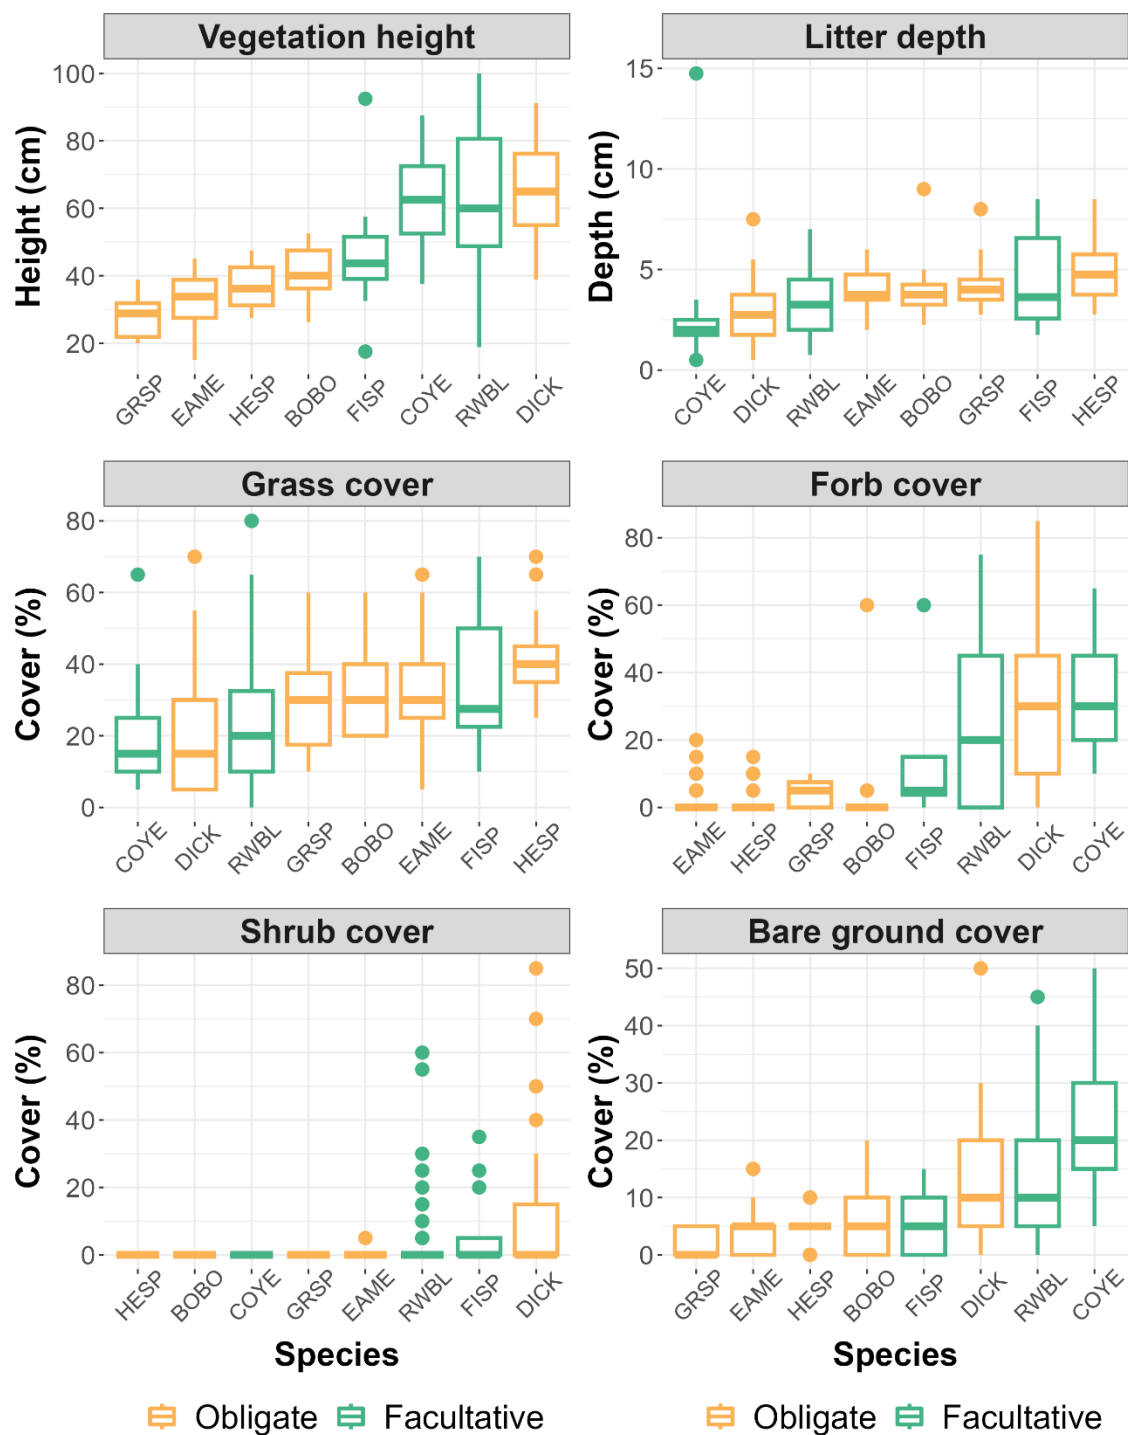 Vegetation height
Litter depth
Height (cm)
100
80
60
40
20
GRSP EAME HESP BOBO FISP COYE RWBL DICK
Depth (cm)
15
10
5
0
COYE DICK RWBL EAME BOBO GRSP FISP HESP
Grass cover
Forb cover
Cover (%)
80
60
40
20
0
COYE DICK RWBL GRSP BOBO EAME FISP HESP
Cover (%)
80
60
40
20
0
EAME HESP GRSP BOBO FISP RWBL DICK COYE
Shrub cover
Bare ground cover
Cover (%)
80
60
40
20
0
HESP BOBO COYE GRSP EAME RWBL FISP DICK
Species
Cover (%)
50
40
30
20
10
0
GRSP EAME HESP BOBO FISP DICK RWBL COYE
Species
Obligate Facultative
Obligate Facultative